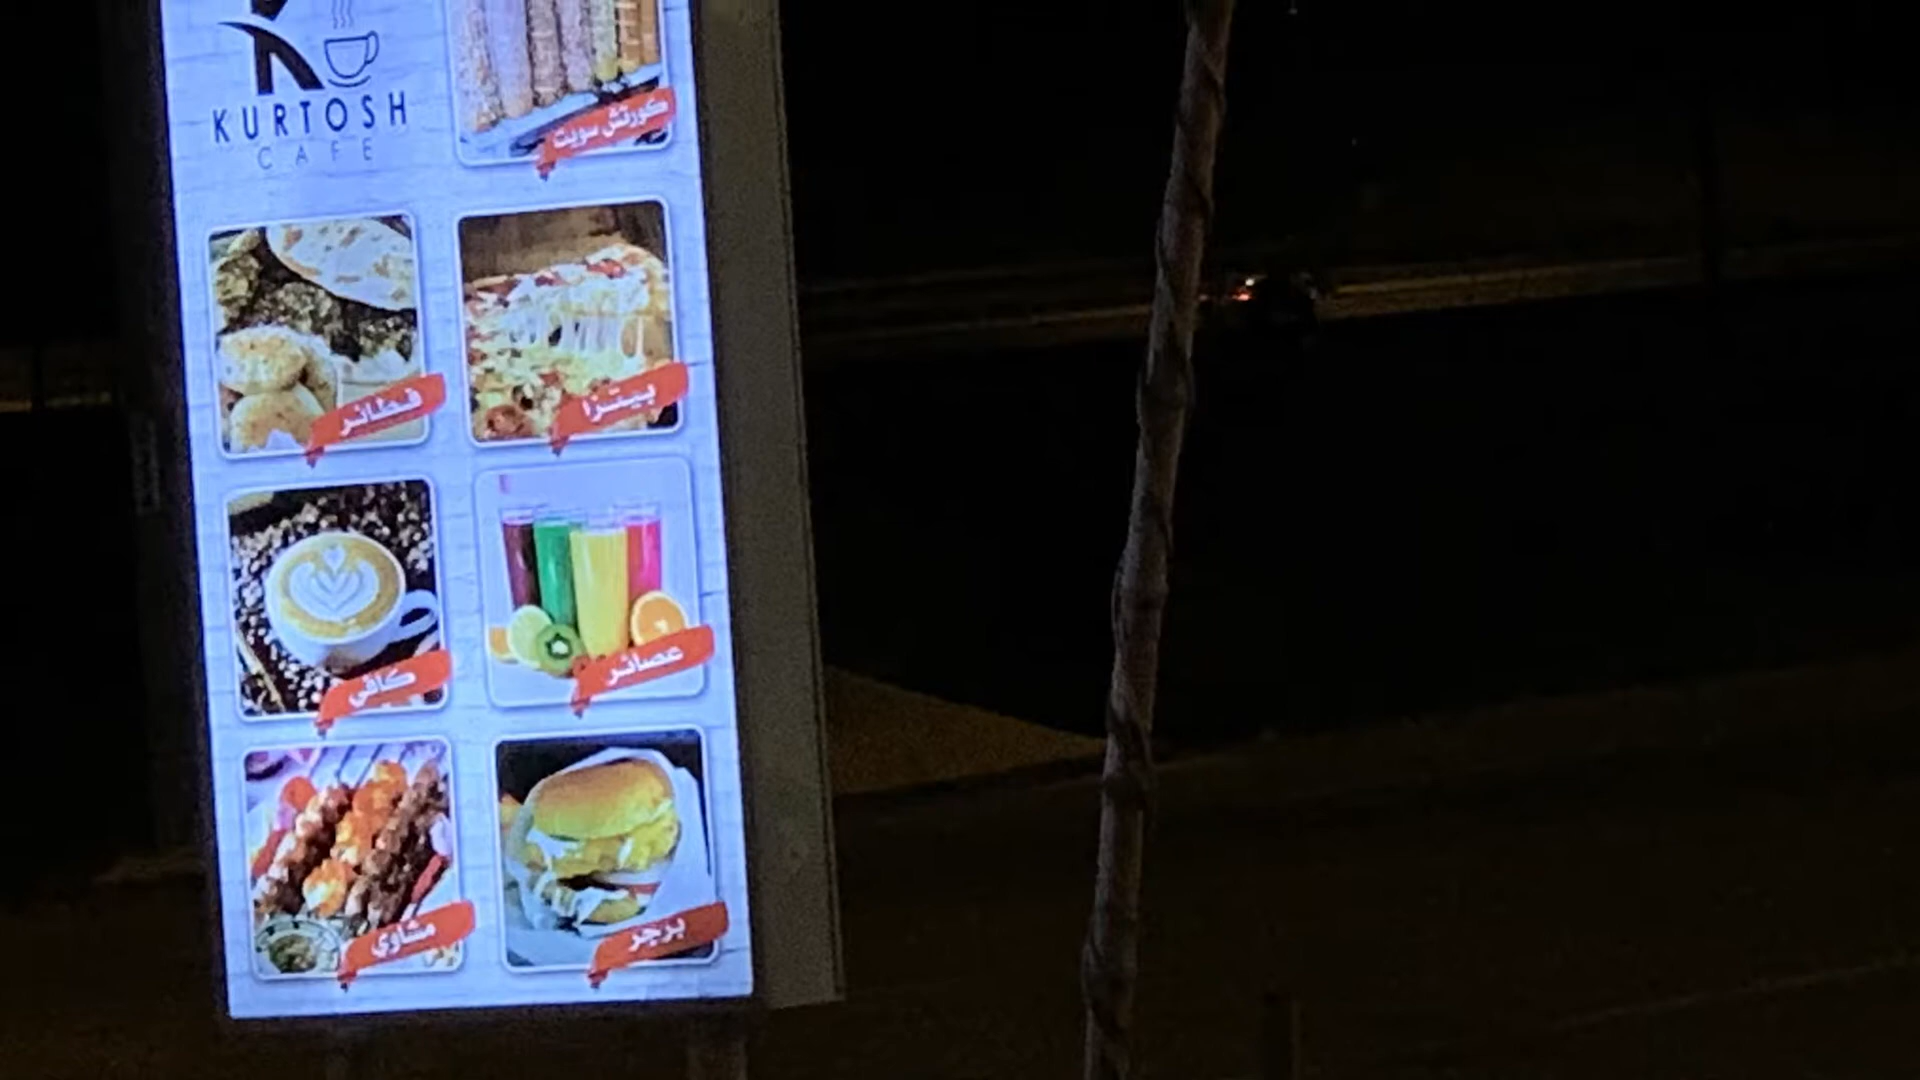 KURTOSH
CAFE
كورتش سويت
فطائر
بيتزا
كافي
عصائر
مشاوي
برجر